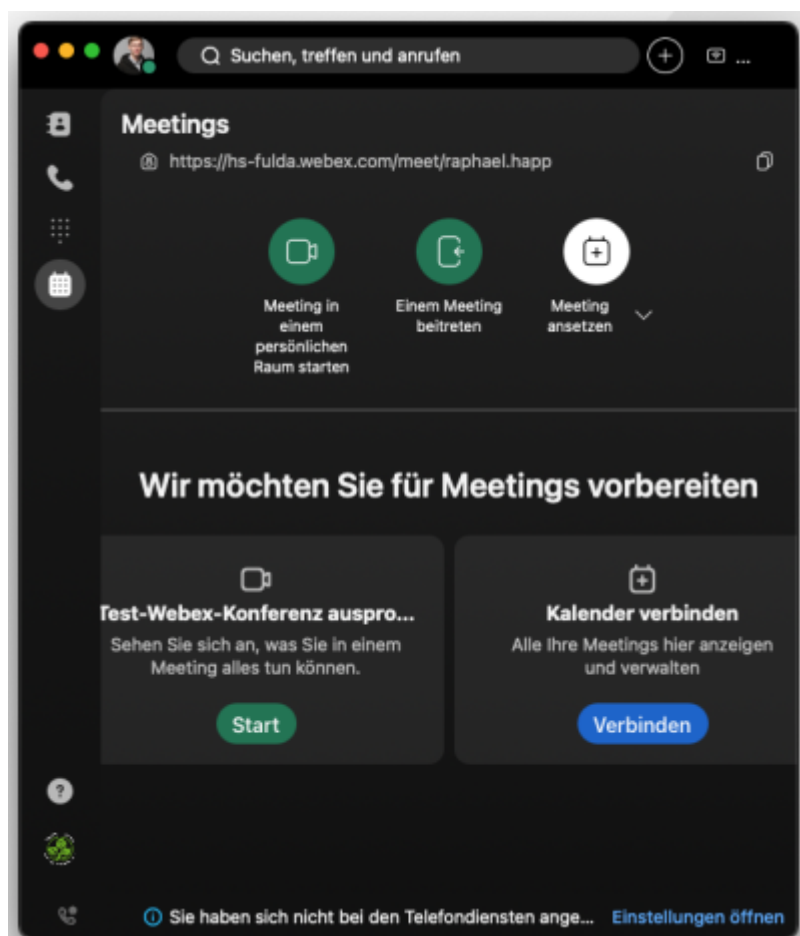 Suchen, treffen und anrufen
...
Meetings
https://hs-fulda.webex.com/meet/raphael.happ
Meeting in
einem
persönlichen
Raum starten
Einem Meeting
beitreten
Meeting
ansetzen
Wir möchten Sie für Meetings vorbereiten
Test-Webex-Konferenz auspro...
Sehen Sie sich an, was Sie in einem
Meeting alles tun können.
Start
Kalender verbinden
Alle Ihre Meetings hier anzeigen
und verwalten
Verbinden
Sie haben sich nicht bei den Telefondiensten ange... Einstellungen öffnen